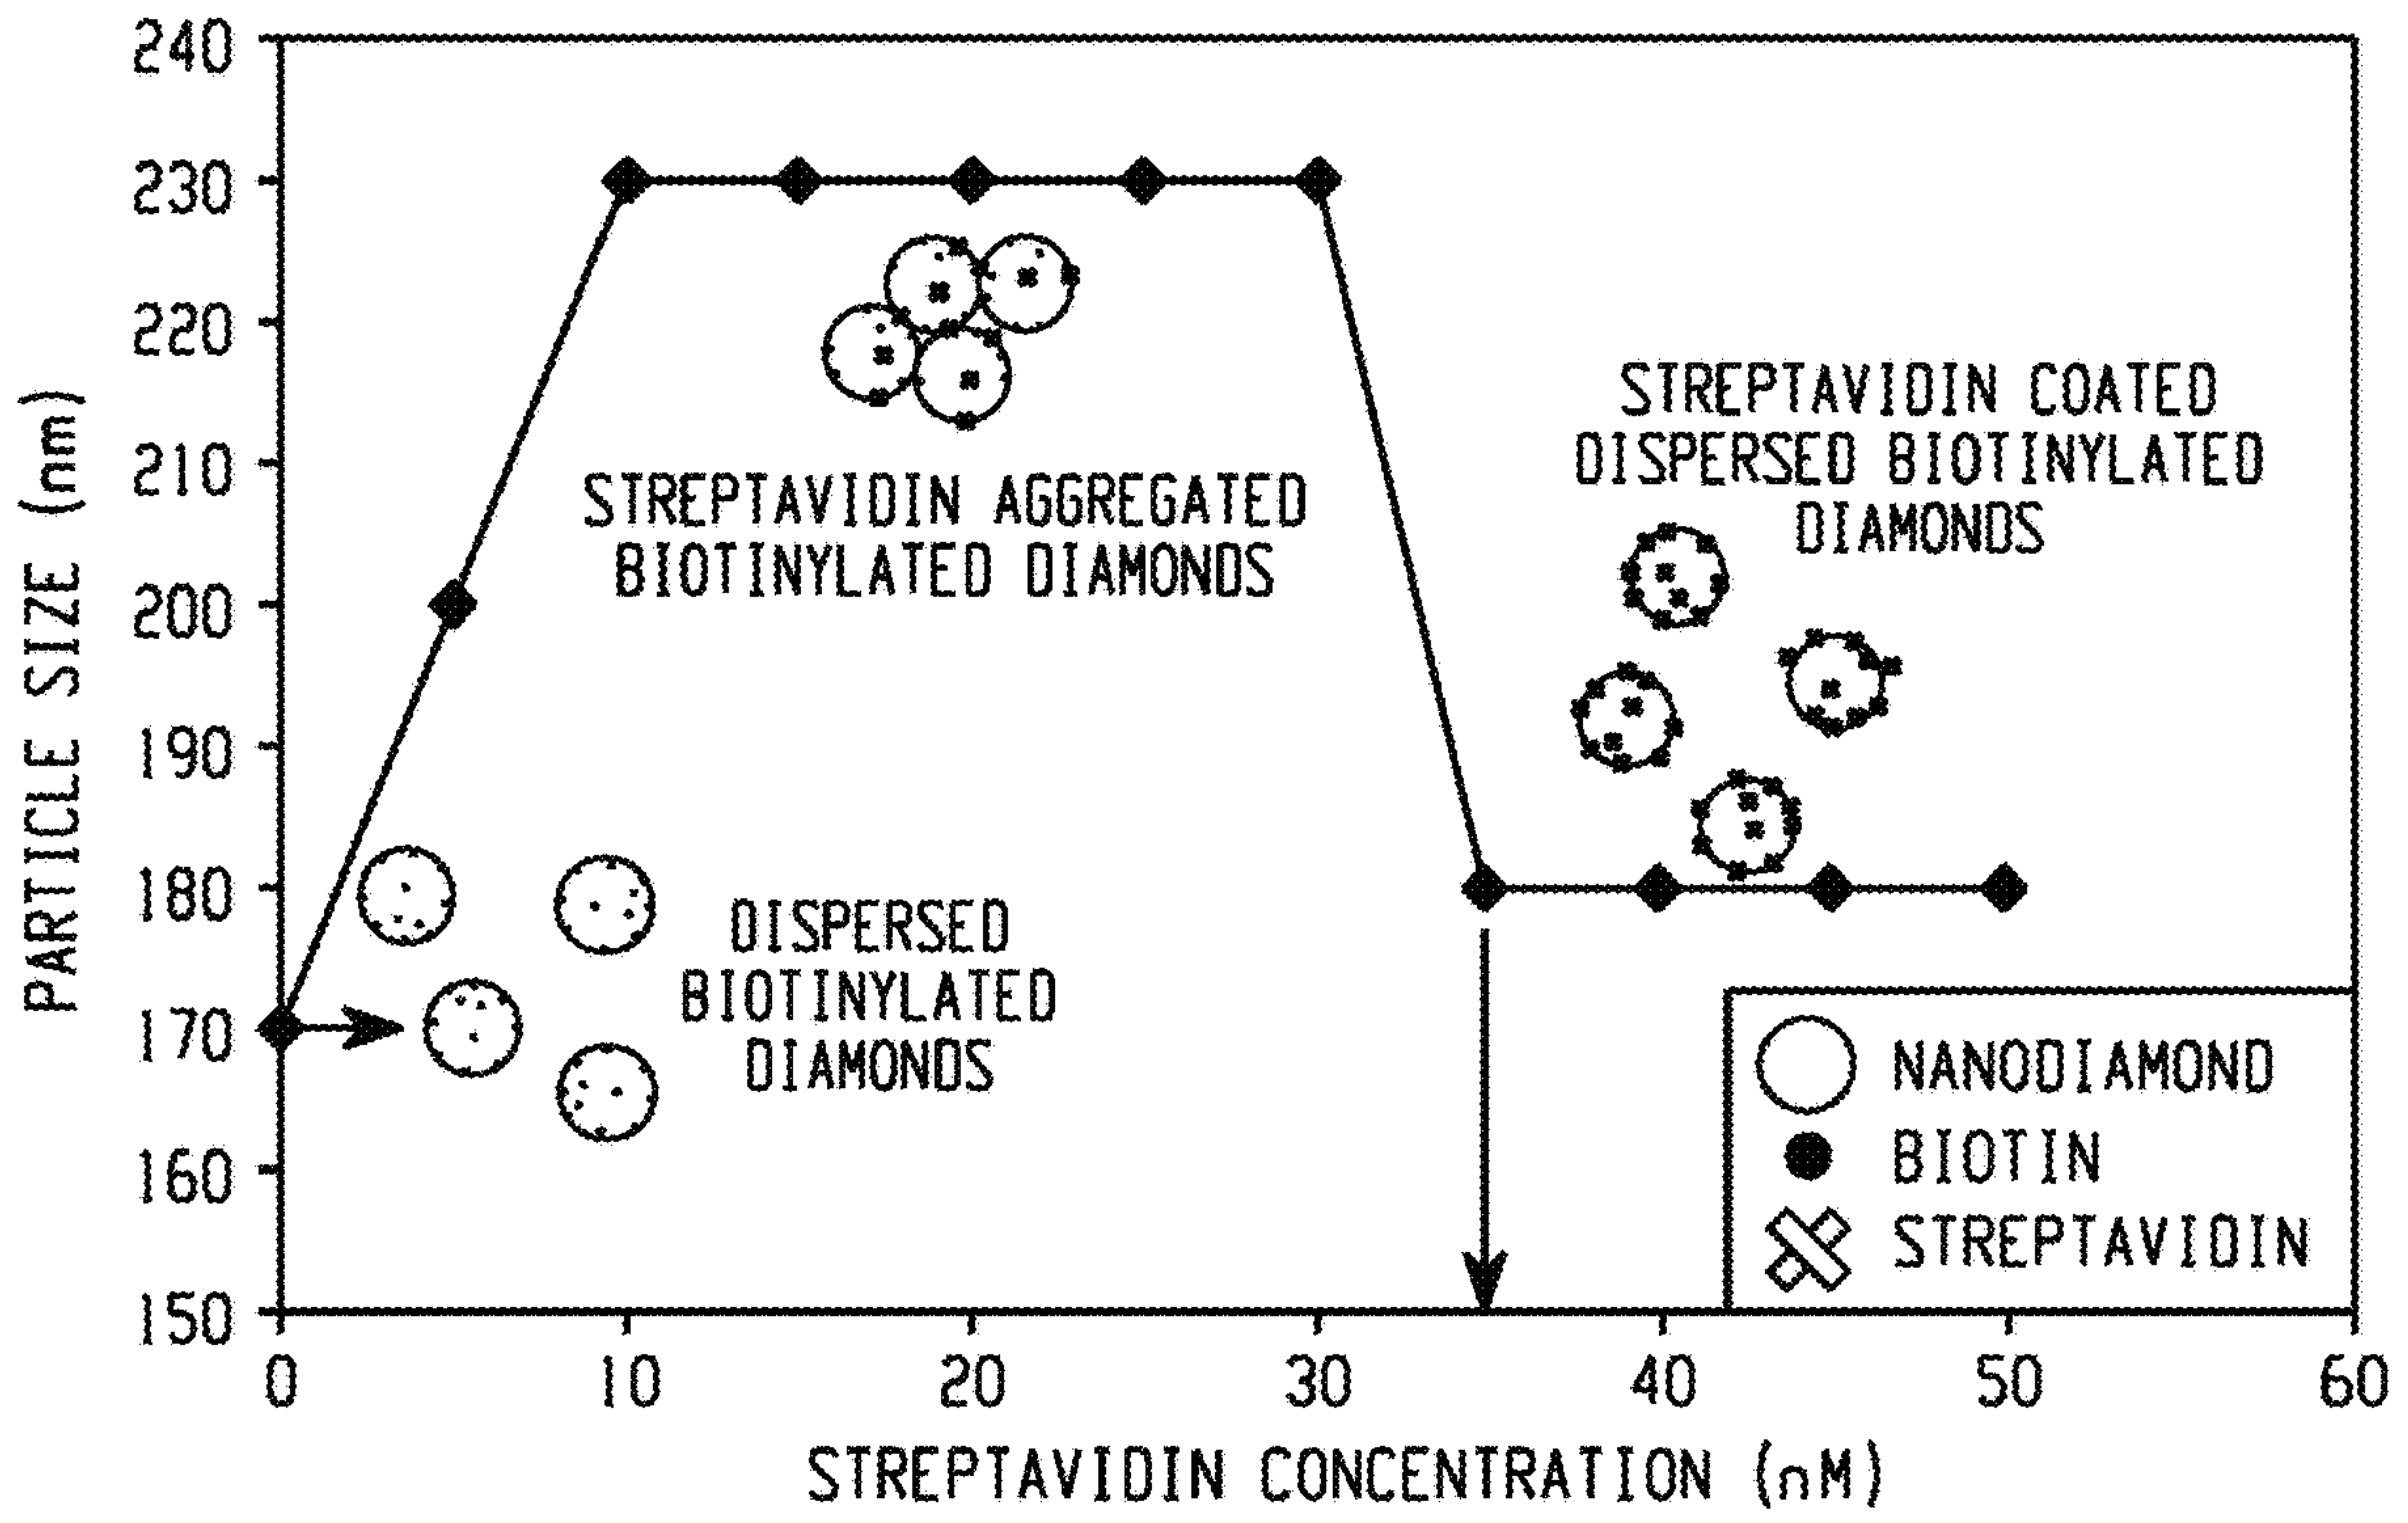 240
230
220
210
200
190
180
170
160
150
PARTICLE SIZE (nm)
STREPTAVIDIN AGGREGATED
BIOTINYLATED DIAMONDS
STREPTAVIDIN COATED
DISPERSED BIOTINYLATED
DIAMONDS
DISPERSED
BIOTINYLATED
DIAMONDS
NANODIAMOND
BIOTIN
STREPTAVIDIN
0 10 20 30 40 50 60
STREPTAVIDIN CONCENTRATION (nM)